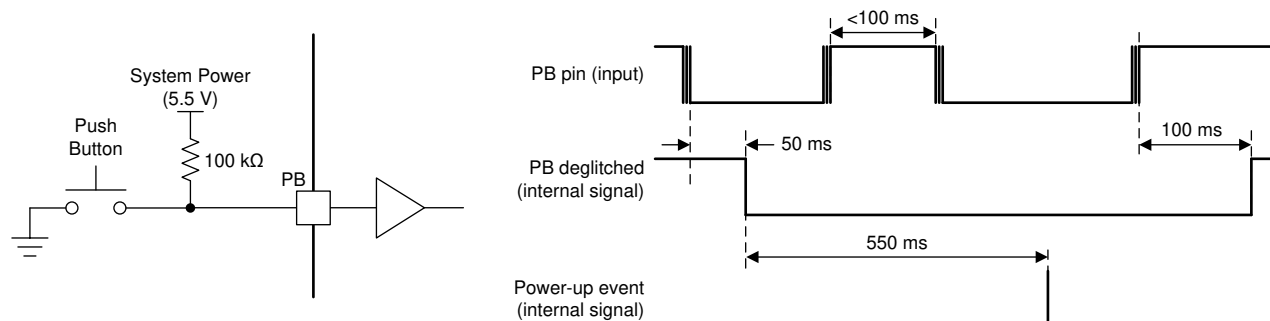 System Power
(5.5 V)
Push
Button
100 kΩ
PB
<100 ms
PB pin (input)
50 ms
100 ms
PB deglitched
(internal signal)
550 ms
Power-up event
(internal signal)